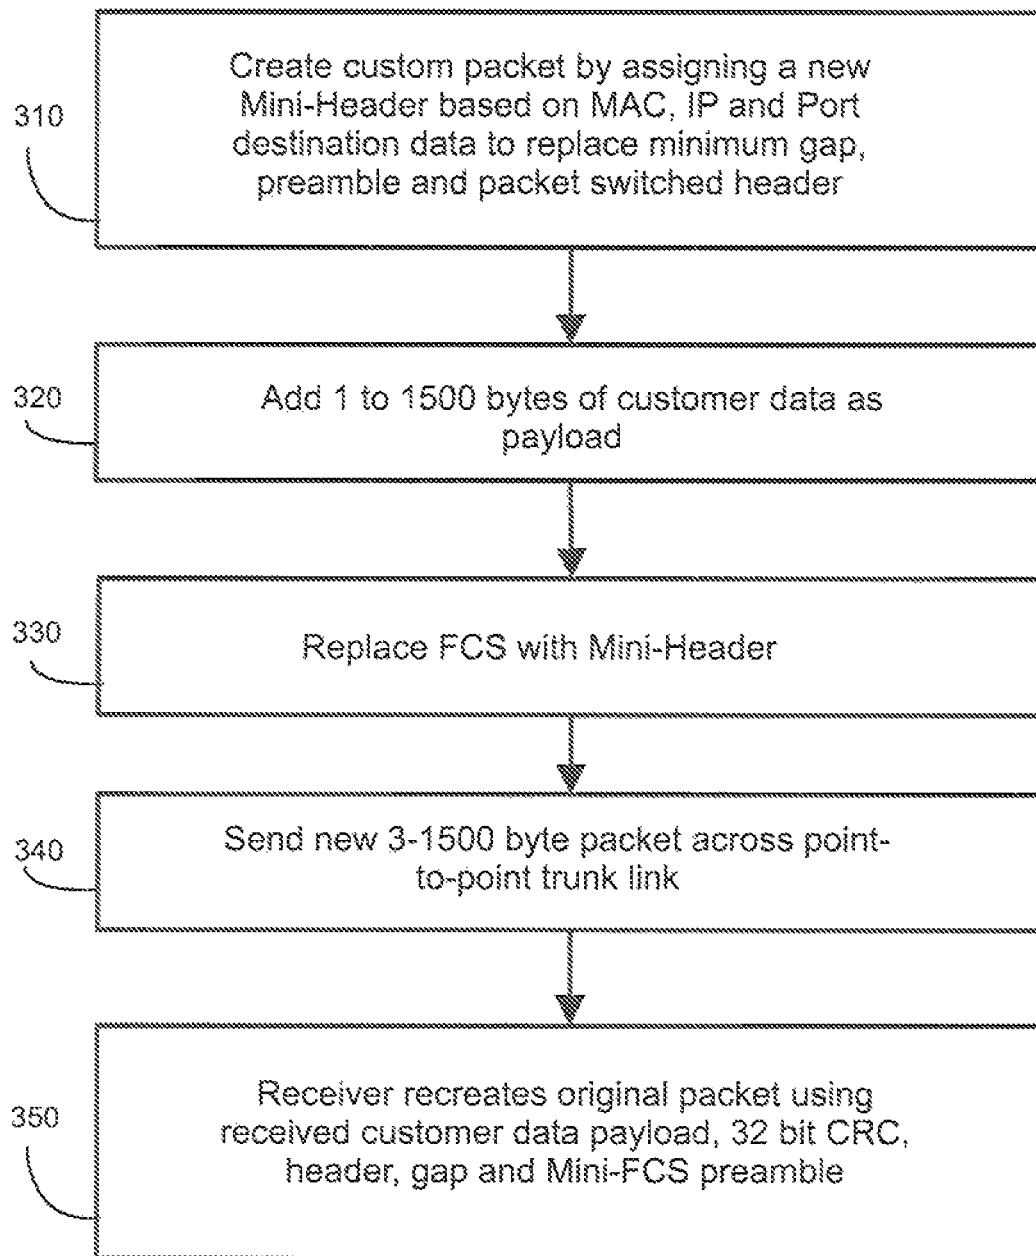 310
Create custom packet by assigning a new
Mini-Header based on MAC, IP and Port
destination data to replace minimum gap,
preamble and packet switched header
320
Add 1 to 1500 bytes of customer data as
payload
330
Replace FCS with Mini-Header
340
Send new 3-1500 byte packet across point-
to-point trunk link
350
Receiver recreates original packet using
received customer data payload, 32 bit CRC,
header, gap and Mini-FCS preamble